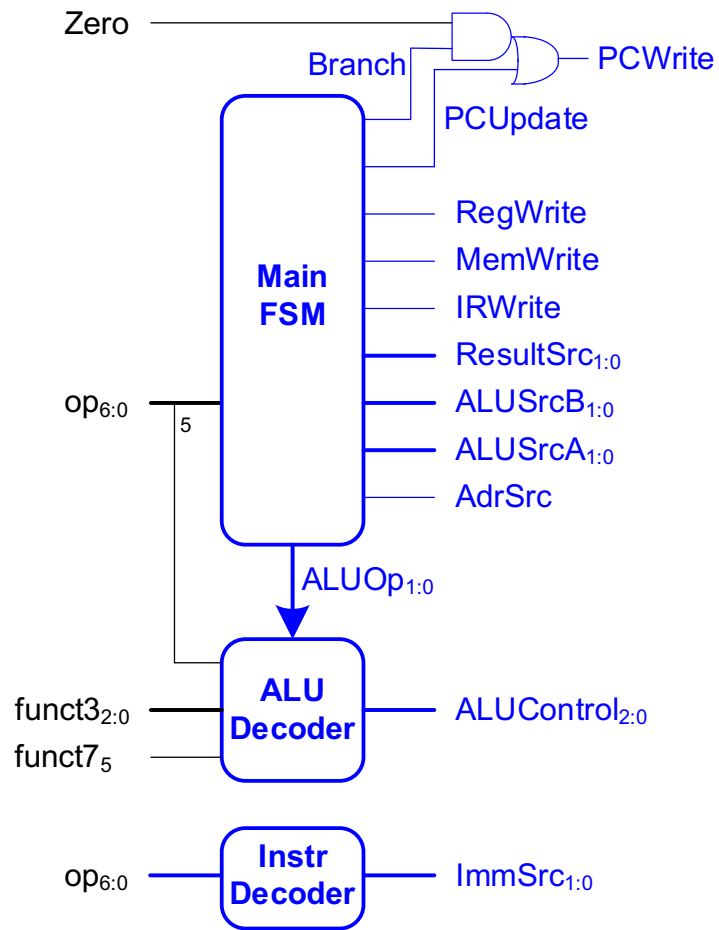 Zero
Branch
PCWrite
PCUpdate
RegWrite
MemWrite
Main
FSM
IRWrite
ResultSrc1:0
op6:0
5
ALUSrcB1:0
ALUSrcA1:0
AdrSrc
ALUOp1:0
ALU
Decoder
funct32:0
ALUControl2:0
funct75
Instr
Decoder
op6:0
ImmSrc1:0